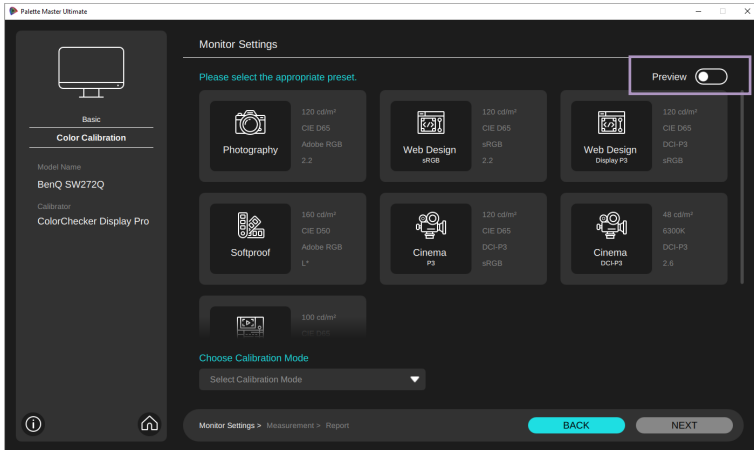 Palette Master Ultimate
Monitor Settings
Please select the appropriate preset.
Preview
Basic
Color Calibration
Model Name
BenQ SW272Q
Calibrator
ColorChecker Display Pro
Photography
120 cd/m²
CIE D65
Adobe RGB
2.2
Web Design
sRGB
120 cd/m²
CIE D65
sRGB
2.2
Web Design
Display P3
120 cd/m²
CIE D65
DCI-P3
sRGB
Softproof
160 cd/m²
CIE D50
Adobe RGB
L*
Cinema
P3
120 cd/m²
CIE D65
DCI-P3
sRGB
Cinema
DCI-P3
48 cd/m²
6300K
DCI-P3
2.6
100 cd/m²
CIE D65
Choose Calibration Mode
Select Calibration Mode
Monitor Settings > Measurement > Report
BACK
NEXT